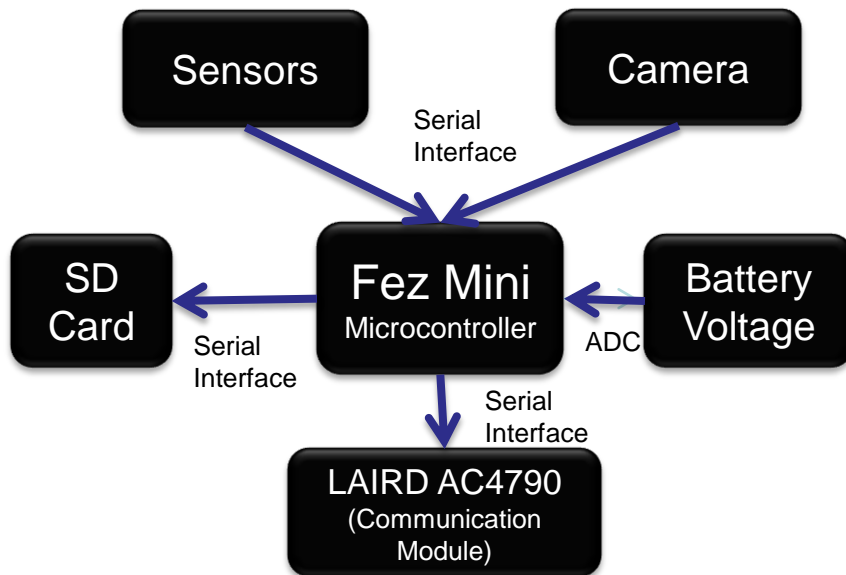 Sensors
Camera
Serial
Interface
SD
Card
Fez Mini
Microcontroller
Battery
Voltage
Serial
Interface
ADC
Serial
Interface
LAIRD AC4790
(Communication
Module)